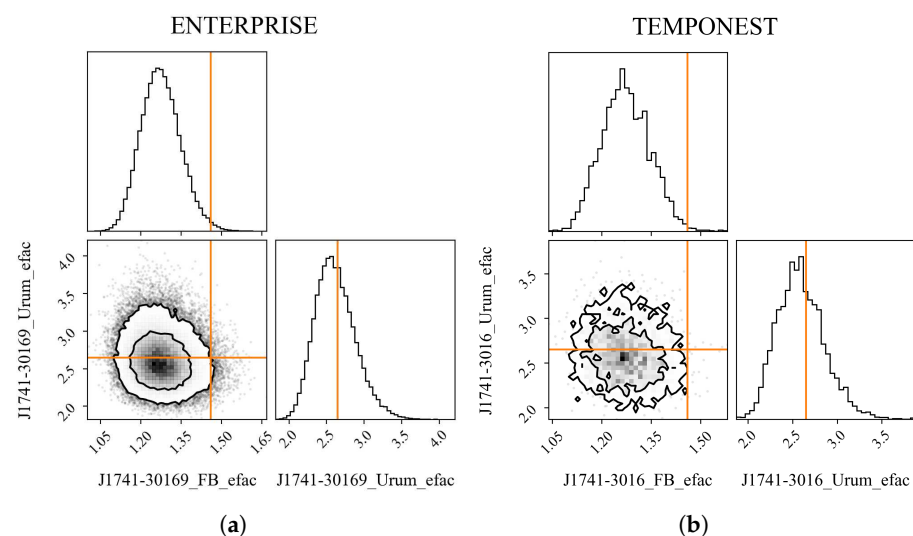 ENTERPRISE
TEMPONEST
J1741-30169_Urum_efac
4.0
3.5
3.0
2.5
2.0
1.05
1.20
1.35
1.50
1.65
J1741-30169_FB_efac
2.0
2.5
3.0
3.5
4.0
J1741-30169_Urum_efac
J1741-3016_Urum_efac
3.5
3.0
2.5
2.0
1.05
1.20
1.35
1.50
J1741-3016_FB_efac
2.0
2.5
3.0
3.5
J1741-3016_Urum_efac
(a)
(b)